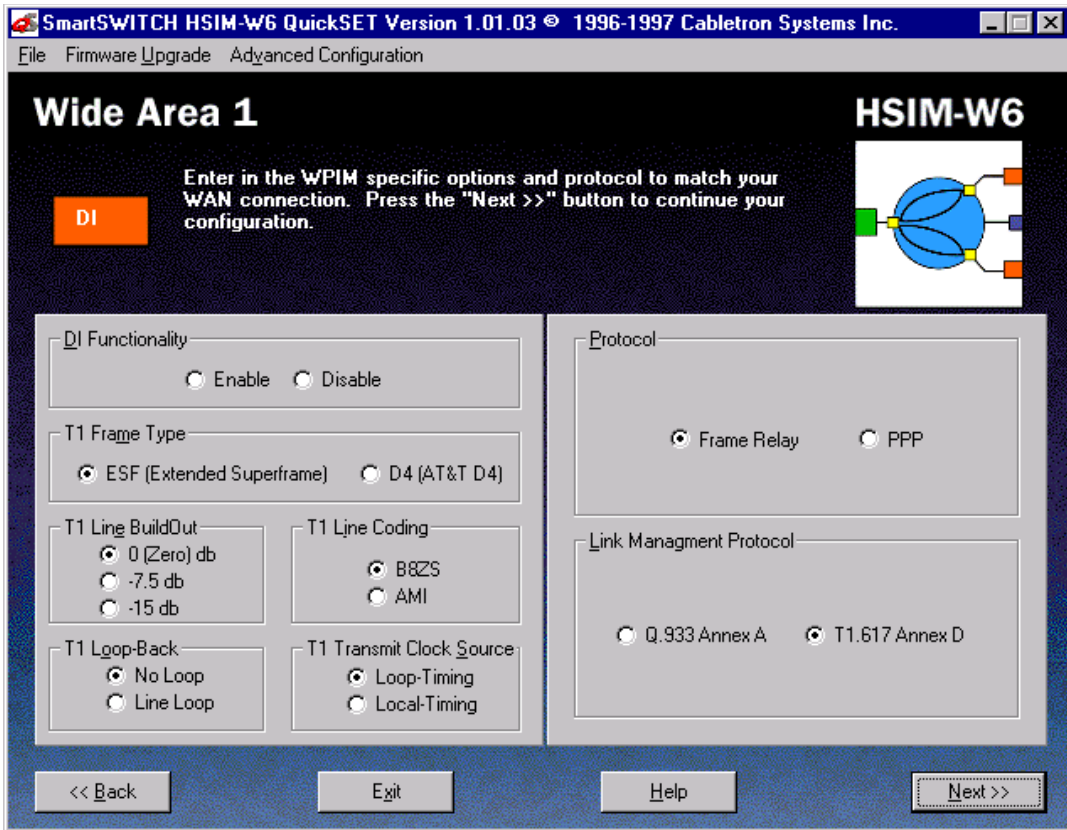 SmartSWITCH HSIM-W6 QuickSET Version 1.01.03 © 1996-1997 Cabletron Systems Inc.
File Firmware Upgrade Advanced Configuration
Wide Area 1
HSIM-W6
DI
Enter in the WPIM specific options and protocol to match your
WAN connection. Press the "Next >>" button to continue your
configuration.
DI Functionality
Enable Disable
T1 Frame Type
ESF (Extended Superframe) D4 (AT&T D4)
T1 Line BuildOut
0 (Zero) db
-7.5 db
-15 db
T1 Line Coding
B8ZS
AMI
T1 Loop-Back
No Loop
Line Loop
T1 Transmit Clock Source
Loop-Timing
Local-Timing
Protocol
Frame Relay PPP
Link Managment Protocol
Q.933 Annex A T1.617 Annex D
<< Back Exit Help Next >>